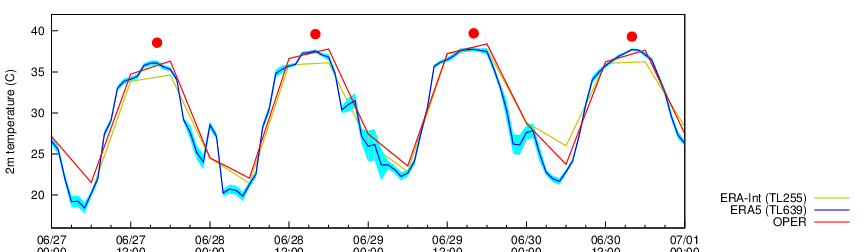 40
35
30
25
20
2m temperature (C)
06/27 06/27 06/28 06/28 06/29 06/29 06/30 06/30 07/01
00:00 12:00 00:00 12:00 00:00 12:00 00:00 12:00 00:00
ERA-Int (TL255)
ERA5 (TL639)
OPER